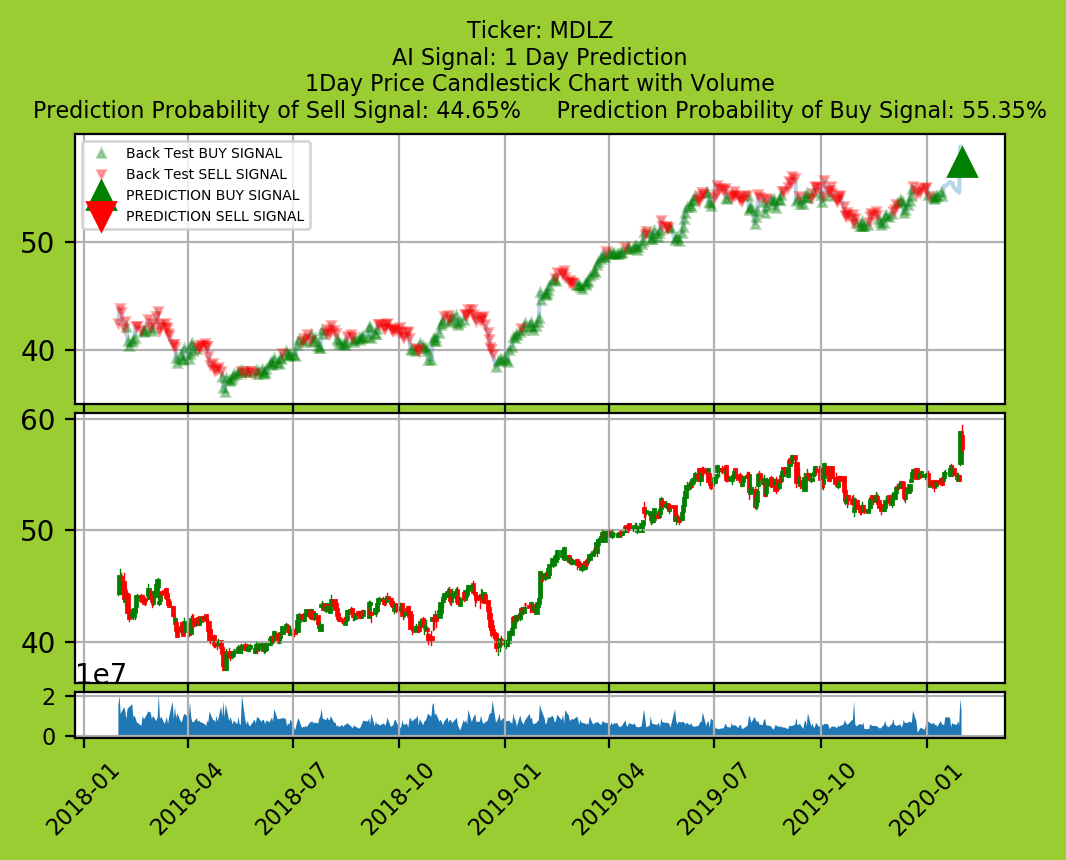 Ticker: MDLZ
AI Signal: 1 Day Prediction
1Day Price Candlestick Chart with Volume
Prediction Probability of Sell Signal: 44.65% Prediction Probability of Buy Signal: 55.35%
Back Test BUY SIGNAL
Back Test SELL SIGNAL
PREDICTION BUY SIGNAL
PREDICTION SELL SIGNAL
50
40
60
50
40
1e7
2
0
2018-01
2018-04
2018-07
2018-10
2019-01
2019-04
2019-07
2019-10
2020-01